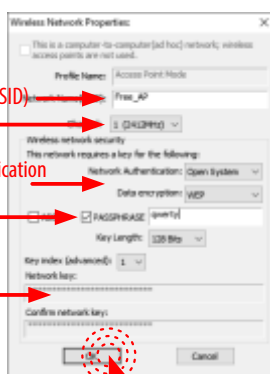 Wireless Network Properties: ×
This is a computer-to-computer(ad hoc) network; wireless
access points are not used.
Profile Name: Access Point Mode
SID) Free_AP
1 (2412MHz)
Wireless network security
This network requires a key for the following:
ication Network Authentication: Open System
Data encryption: WEP
PASSPHRASE qwerty
Key Length: 128 Bits
Key index (advanced): 1
Network key:
**************************
Confirm network key:
**************************
Cancel